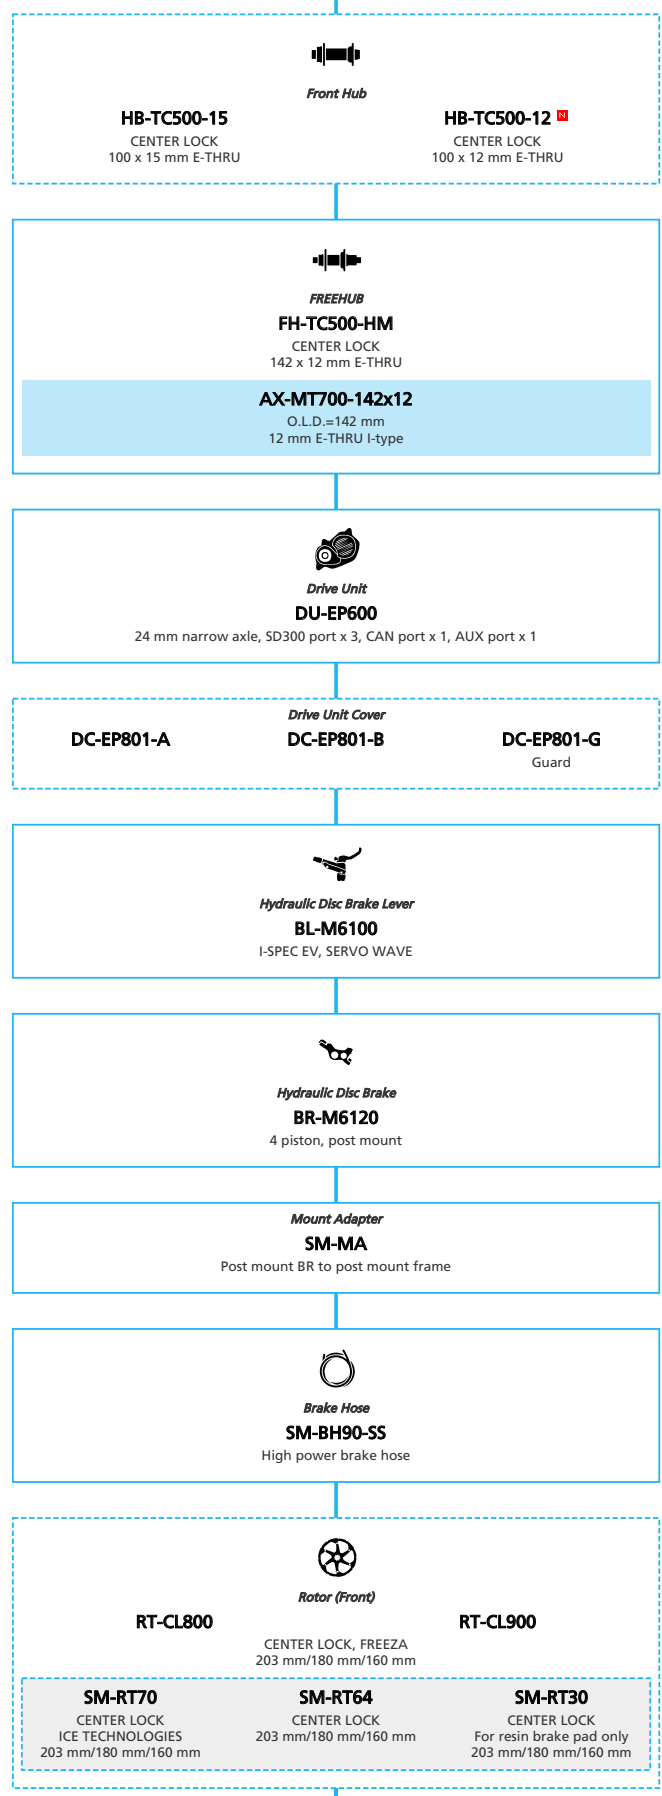 Front Hub
HB-TC500-15
HB-TC500-12 N
CENTER LOCK
CENTER LOCK
100 x 15 mm E-THRU
100 x 12 mm E-THRU
FREEHUB
FH-TC500-HM
CENTER LOCK
142 x 12 mm E-THRU
AX-MT700-142x12
O.L.D.=142 mm
12 mm E-THRU I-type
Drive Unit
DU-EP600
24 mm narrow axle, SD300 port x 3, CAN port x 1, AUX port x 1
Drive Unit Cover
DC-EP801-A
DC-EP801-B
DC-EP801-G
Guard
Hydraulic Disc Brake Lever
BL-M6100
I-SPEC EV, SERVO WAVE
Hydraulic Disc Brake
BR-M6120
4 piston, post mount
Mount Adapter
SM-MA
Post mount BR to post mount frame
Brake Hose
SM-BH90-SS
High power brake hose
Rotor (Front)
RT-CL800
RT-CL900
CENTER LOCK, FREEZA
203 mm/180 mm/160 mm
SM-RT70
CENTER LOCK
ICE TECHNOLOGIES
203 mm/180 mm/160 mm
SM-RT64
CENTER LOCK
203 mm/180 mm/160 mm
SM-RT30
CENTER LOCK
For resin brake pad only
203 mm/180 mm/160 mm